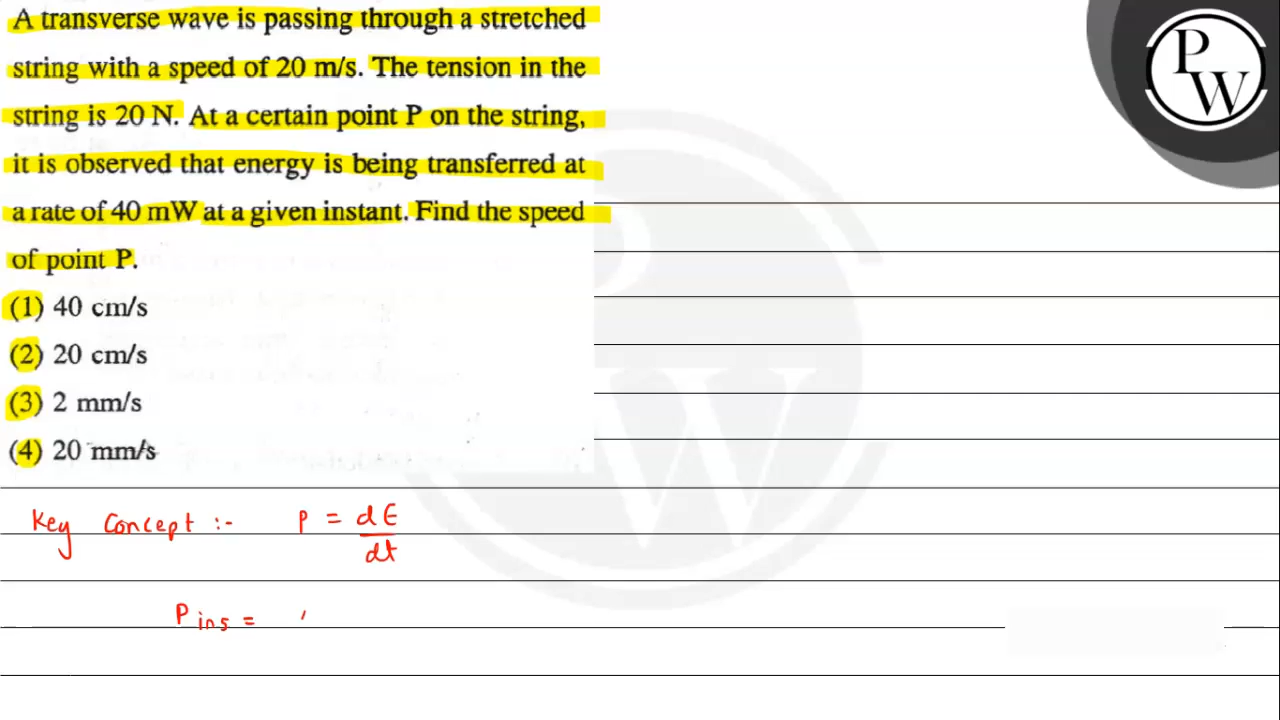 A transverse wave is passing through a stretched
string with a speed of 20 m/s. The tension in the
string is 20 N. At a certain point P on the string,
it is observed that energy is being transferred at
a rate of 40 mW at a given instant. Find the speed
of point P.
(1) 40 cm/s
(2) 20 cm/s
(3) 2 mm/s
(4) 20 mm/s
Key Concept :- P = dE
dt
P ins =
P
W
P
W